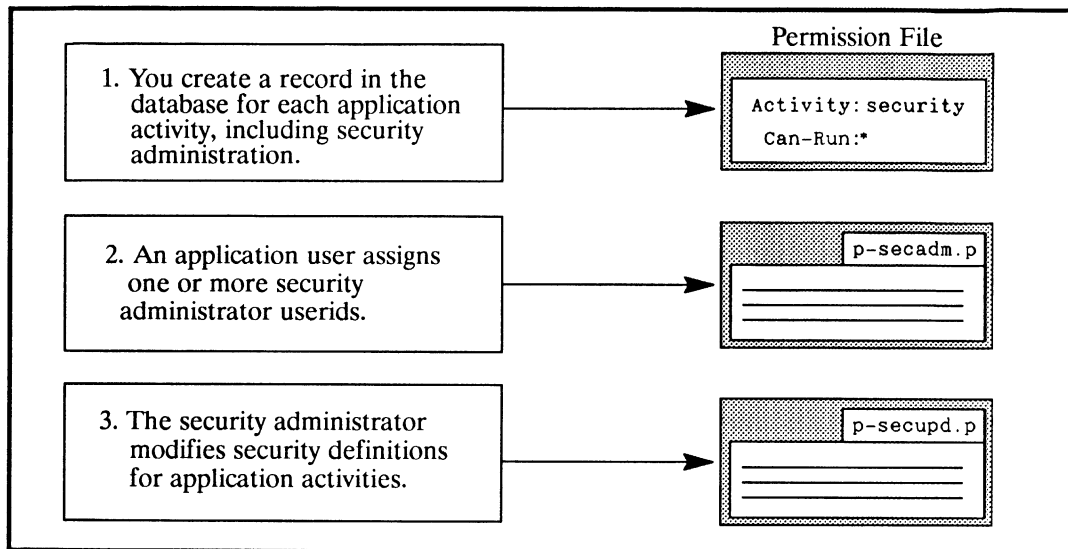 Permission File
1. You create a record in the
database for each application
activity, including security
administration.
Activity: security
Can-Run:*
2. An application user assigns
one or more security
administrator userids.
p-secadm.p
3. The security administrator
modifies security definitions
for application activities.
p-secupd.p